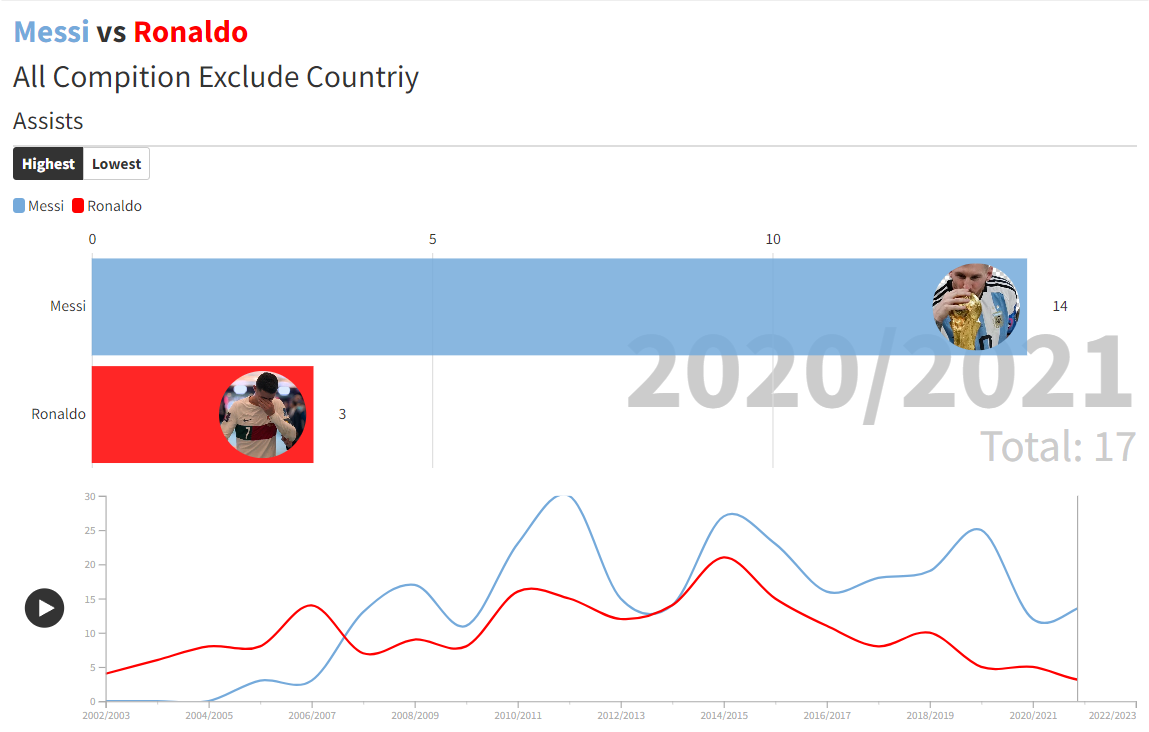 Messi vs Ronaldo
All Compition Exclude Countriy
Assists
Highest Lowest
Messi Ronaldo
0 5 10
Messi 14
2020/2021
Ronaldo 3
Total: 17
30
25
20
15
10
5
0
2002/2003 2004/2005 2006/2007 2008/2009 2010/2011 2012/2013 2014/2015 2016/2017 2018/2019 2020/2021 2022/2023